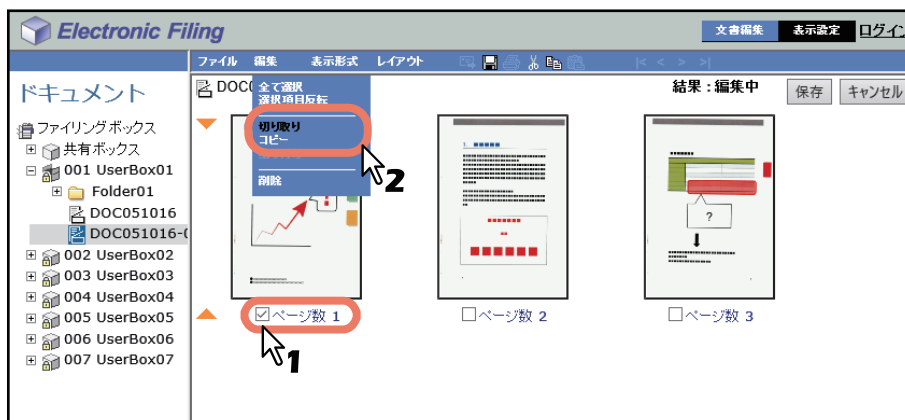 Electronic Filing
文書編集 表示設定 ログイン
ファイル 編集 表示形式 レイアウト |< < > >|
ドキュメント
ファイリングボックス
共有ボックス
001 UserBox01
Folder01
DOC051016
DOC051016-0
002 UserBox02
003 UserBox03
004 UserBox04
005 UserBox05
006 UserBox06
007 UserBox07
DOC0
結果：編集中
保存 キャンセル
全て選択
選択項目反転
切り取り
コピー
削除
2
?
ページ数 1
ページ数 2
ページ数 3
1